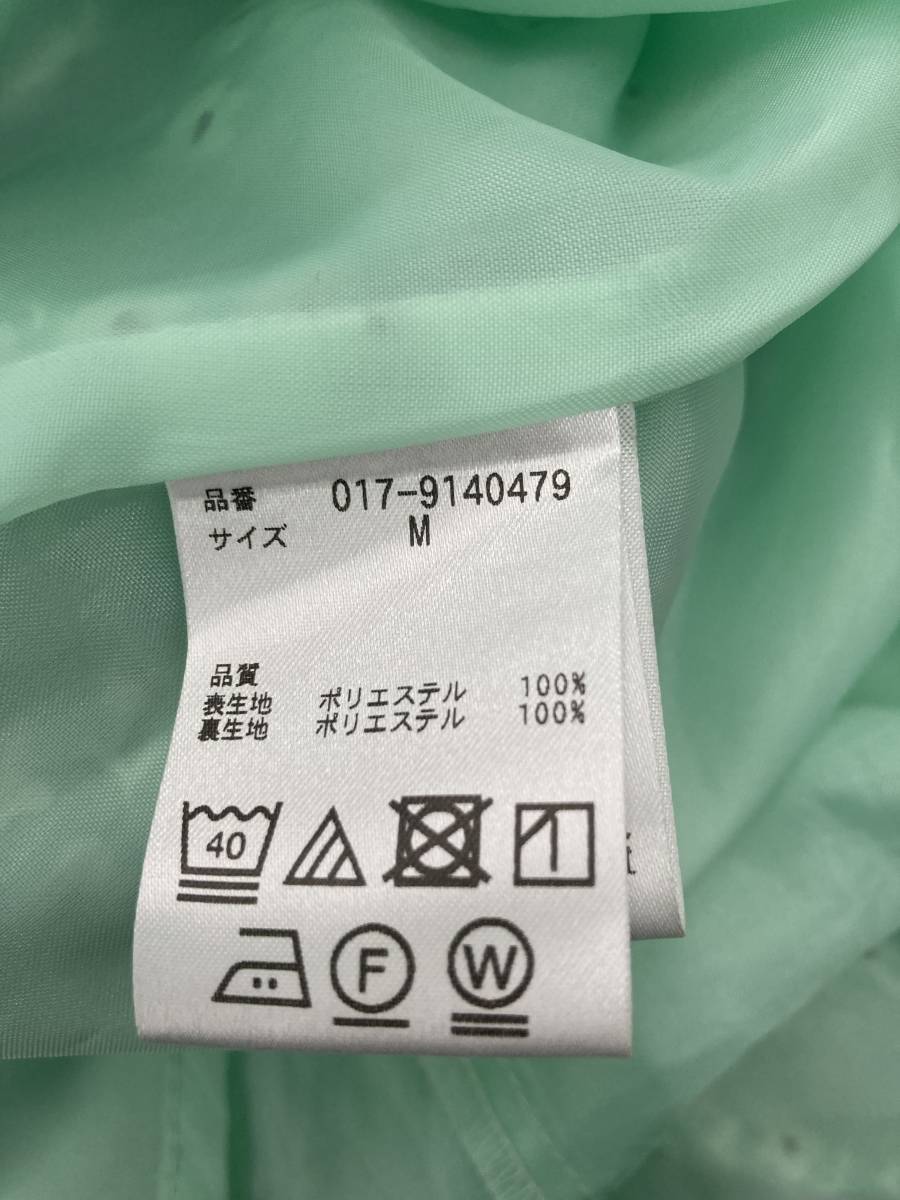 品番 017-9140479
サイズ M
品質
表生地 ポリエステル 100%
裏生地 ポリエステル 100%
40
F W